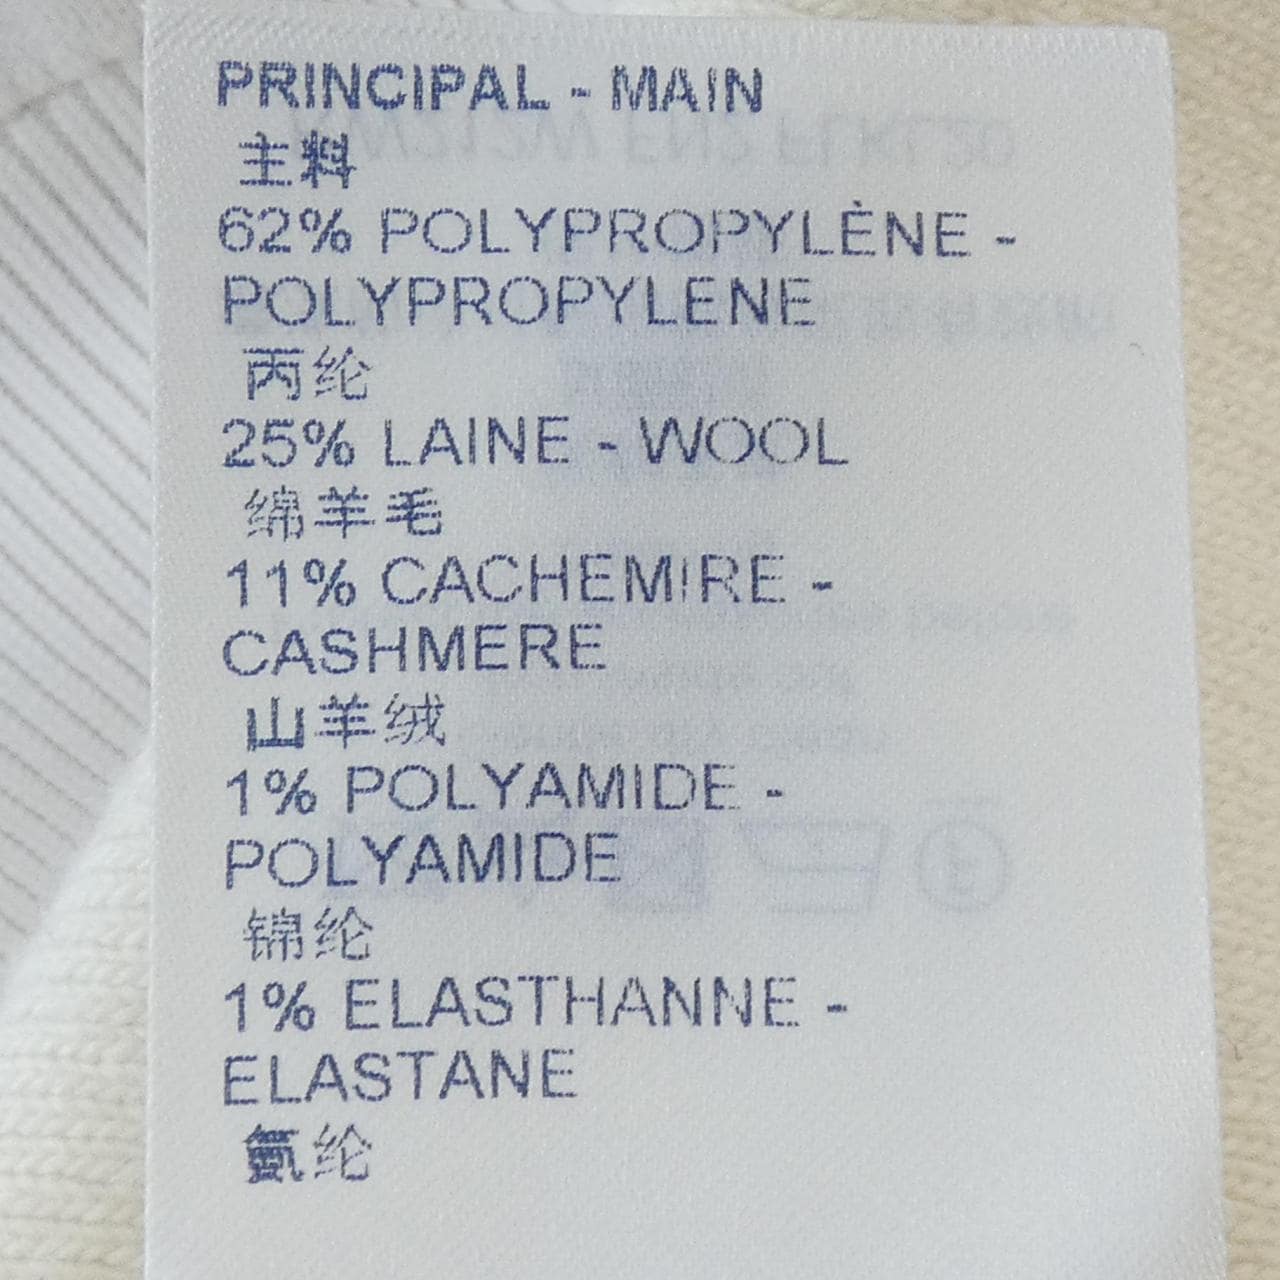 PRINCIPAL - MAIN
主料
62% POLYPROPYLÈNE -
POLYPROPYLENE
丙纶
25% LAINE - WOOL
绵羊毛
11% CACHEMIRE -
CASHMERE
山羊绒
1% POLYAMIDE -
POLYAMIDE
锦纶
1% ELASTHANNE -
ELASTANE
氨纶